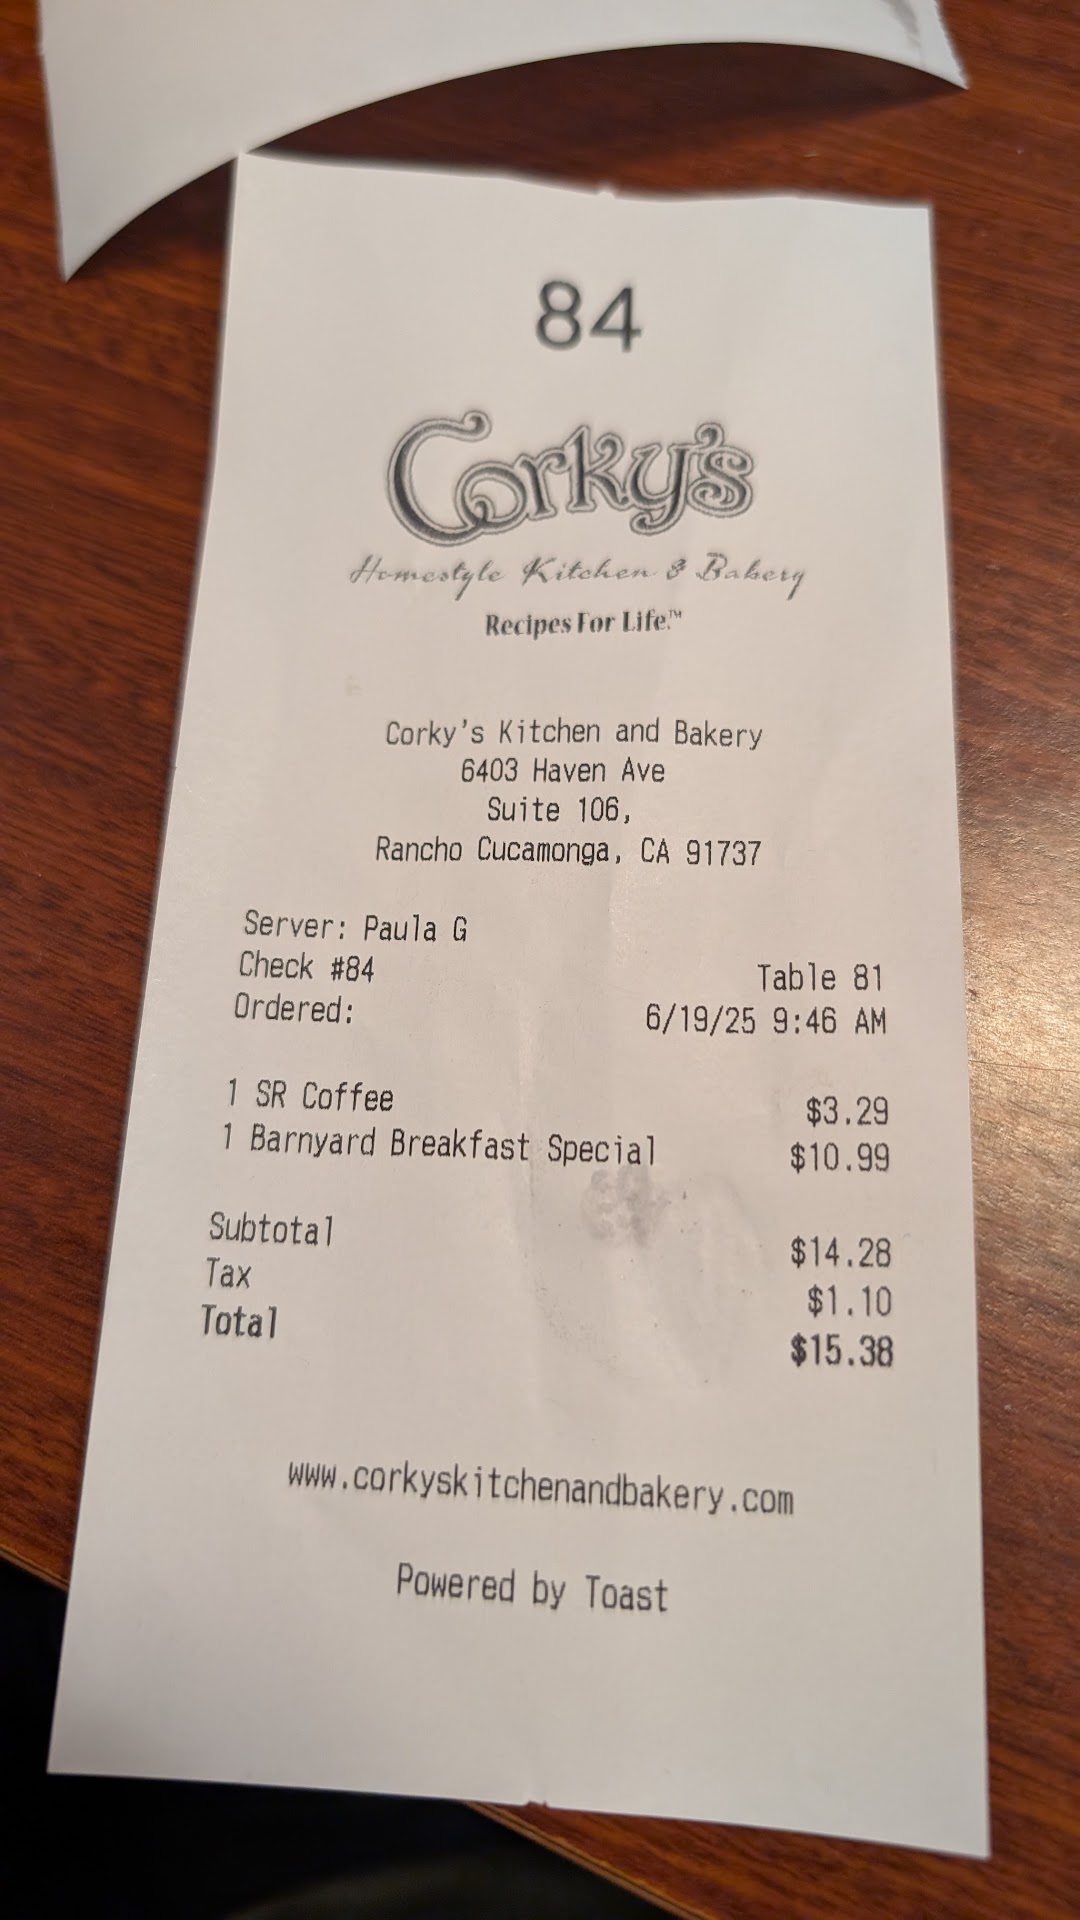 84
Corky's
Homestyle Kitchen & Bakery
Recipes For Life.™
Corky's Kitchen and Bakery
6403 Haven Ave
Suite 106,
Rancho Cucamonga, CA 91737
Server: Paula G
Check #84 Table 81
Ordered: 6/19/25 9:46 AM
1 SR Coffee $3.29
1 Barnyard Breakfast Special $10.99
Subtotal $14.28
Tax $1.10
Total $15.38
www.corkyskitchenandbakery.com
Powered by Toast